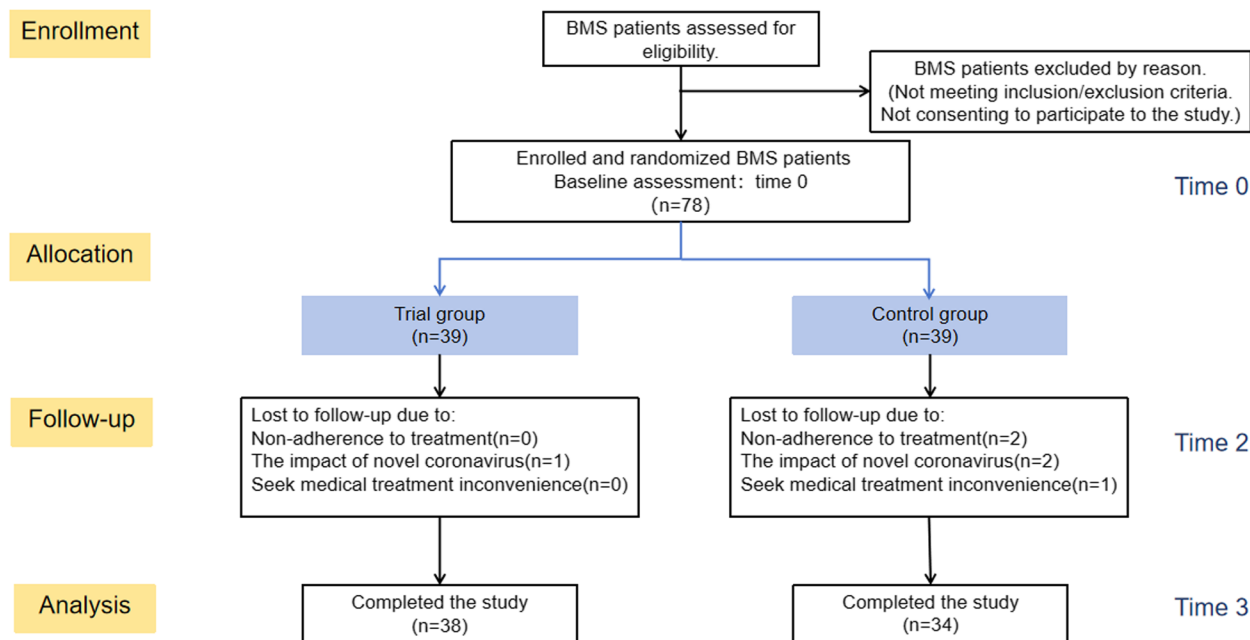 Enrollment
BMS patients assessed for
eligibility.
BMS patients excluded by reason.
(Not meeting inclusion/exclusion criteria.
Not consenting to participate to the study.)
Enrolled and randomized BMS patients
Baseline assessment： time 0
（n=78)
Time 0
Allocation
Trial group
(n=39)
Control group
(n=39)
Follow-up
Lost to follow-up due to:
Non-adherence to treatment(n=0)
The impact of novel coronavirus(n=1)
Seek medical treatment inconvenience(n=0)
Lost to follow-up due to:
Non-adherence to treatment(n=2)
The impact of novel coronavirus(n=2)
Seek medical treatment inconvenience(n=1)
Time 2
Analysis
Completed the study
(n=38)
Completed the study
(n=34)
Time 3